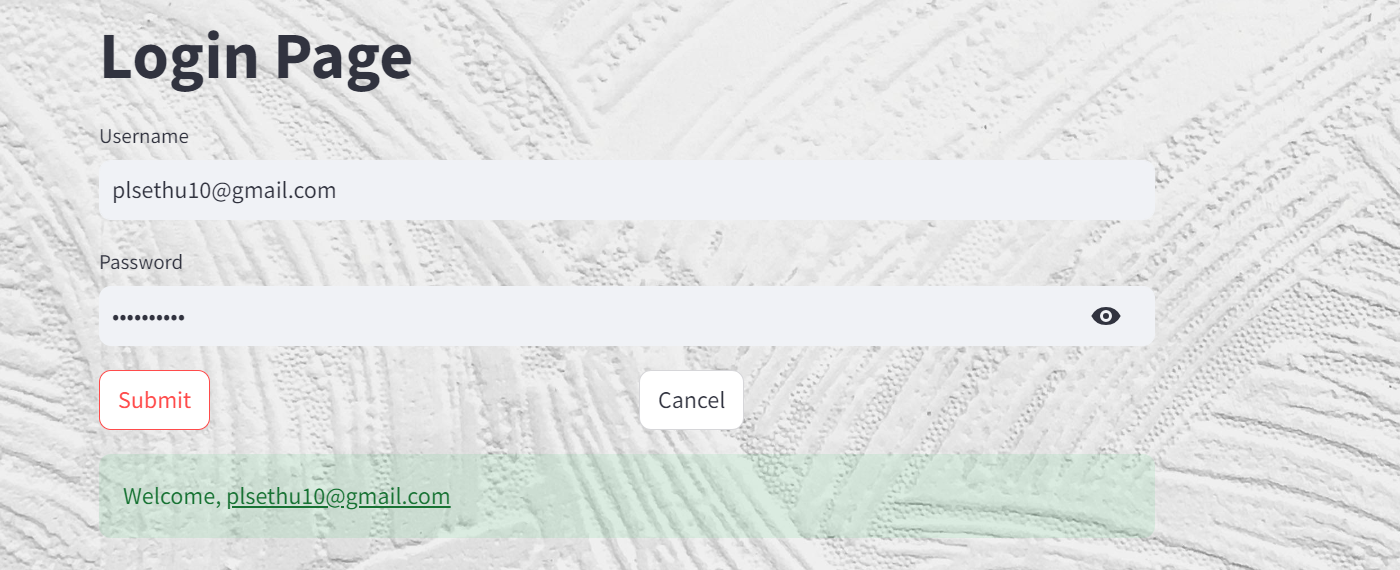 Login Page
Username
plsethu10@gmail.com
Password
••••••••••
Submit
Cancel
Welcome, plsethu10@gmail.com